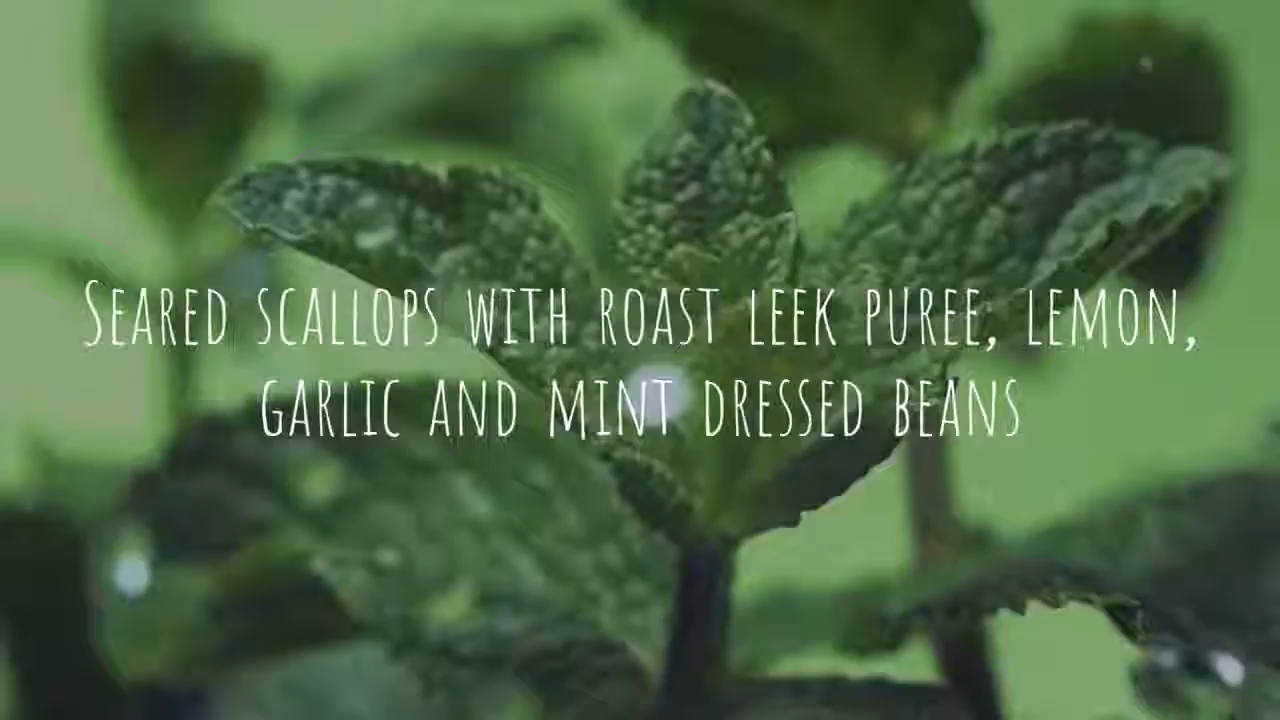 Seared scallops with roast leek puree, lemon,
garlic and mint dressed beans